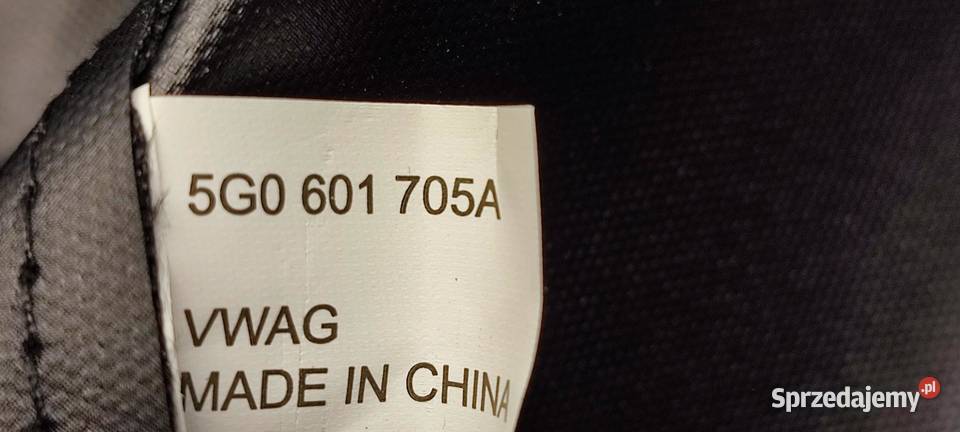 5G0 601 705A
VWAG
MADE IN CHINA
Sprzedajemy.pl